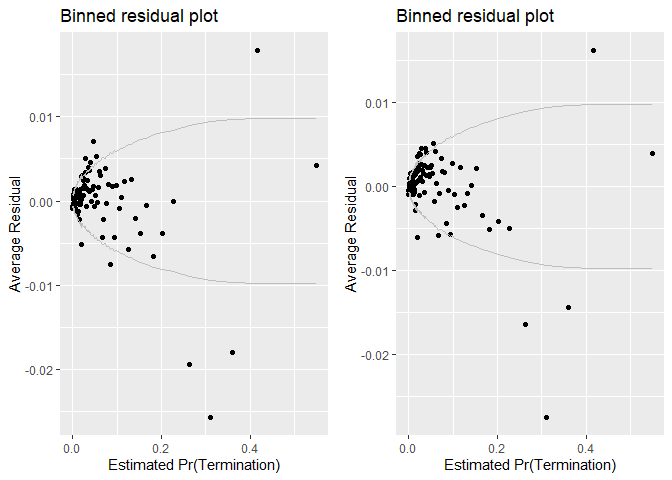 Binned residual plot
Average Residual
0.01
0.00
-0.01
-0.02
0.0 0.2 0.4
Estimated Pr(Termination)
Binned residual plot
Average Residual
0.01
0.00
-0.01
-0.02
0.0 0.2 0.4
Estimated Pr(Termination)